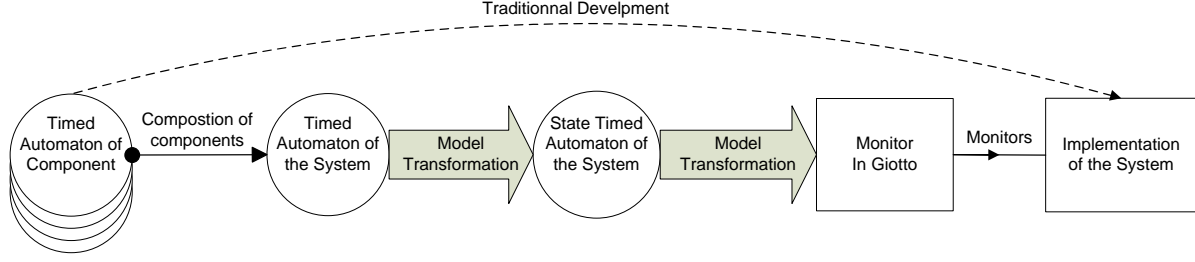 Traditionnal Develpment
Timed
Automaton of
Component
Compostion of
components
Timed
Automaton of
the System
Model
Transformation
State Timed
Automaton of
the System
Model
Transformation
Monitor
In Giotto
Monitors
Implementation
of the System